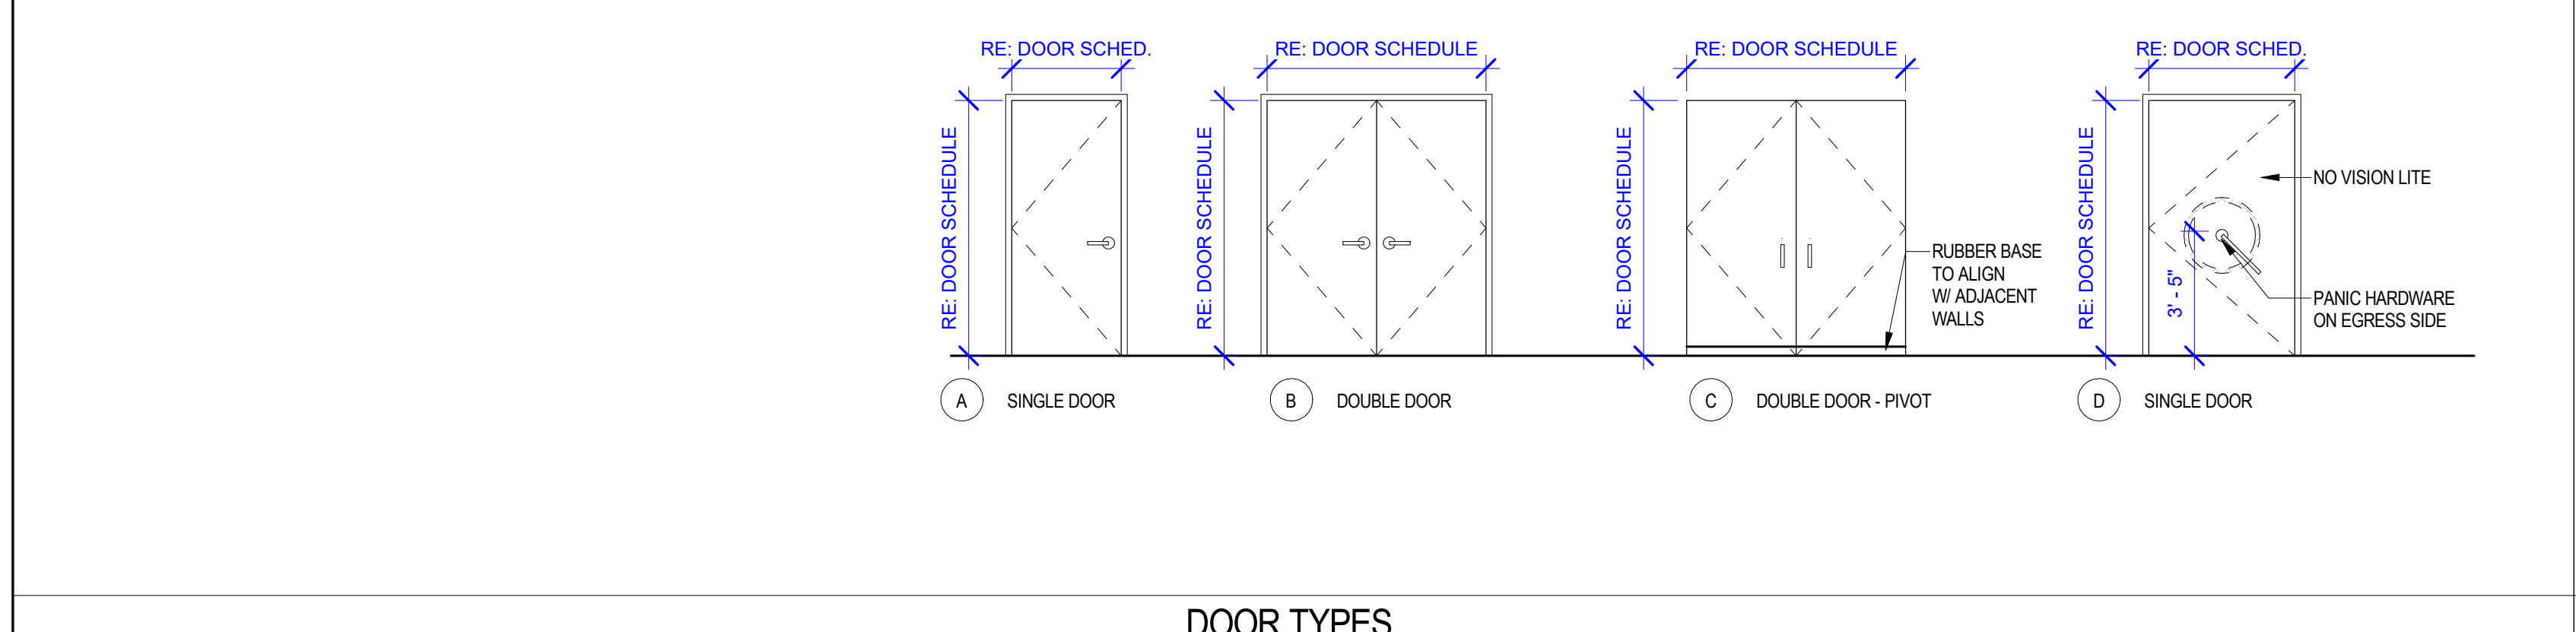 RE: DOOR SCHED.
RE: DOOR SCHEDULE
A
SINGLE DOOR
RE: DOOR SCHEDULE
RE: DOOR SCHEDULE
B
DOUBLE DOOR
RE: DOOR SCHEDULE
RE: DOOR SCHEDULE
RUBBER BASE
TO ALIGN
W/ ADJACENT
WALLS
C
DOUBLE DOOR - PIVOT
RE: DOOR SCHED.
RE: DOOR SCHEDULE
NO VISION LITE
3' - 5"
PANIC HARDWARE
ON EGRESS SIDE
D
SINGLE DOOR
DOOR TYPES